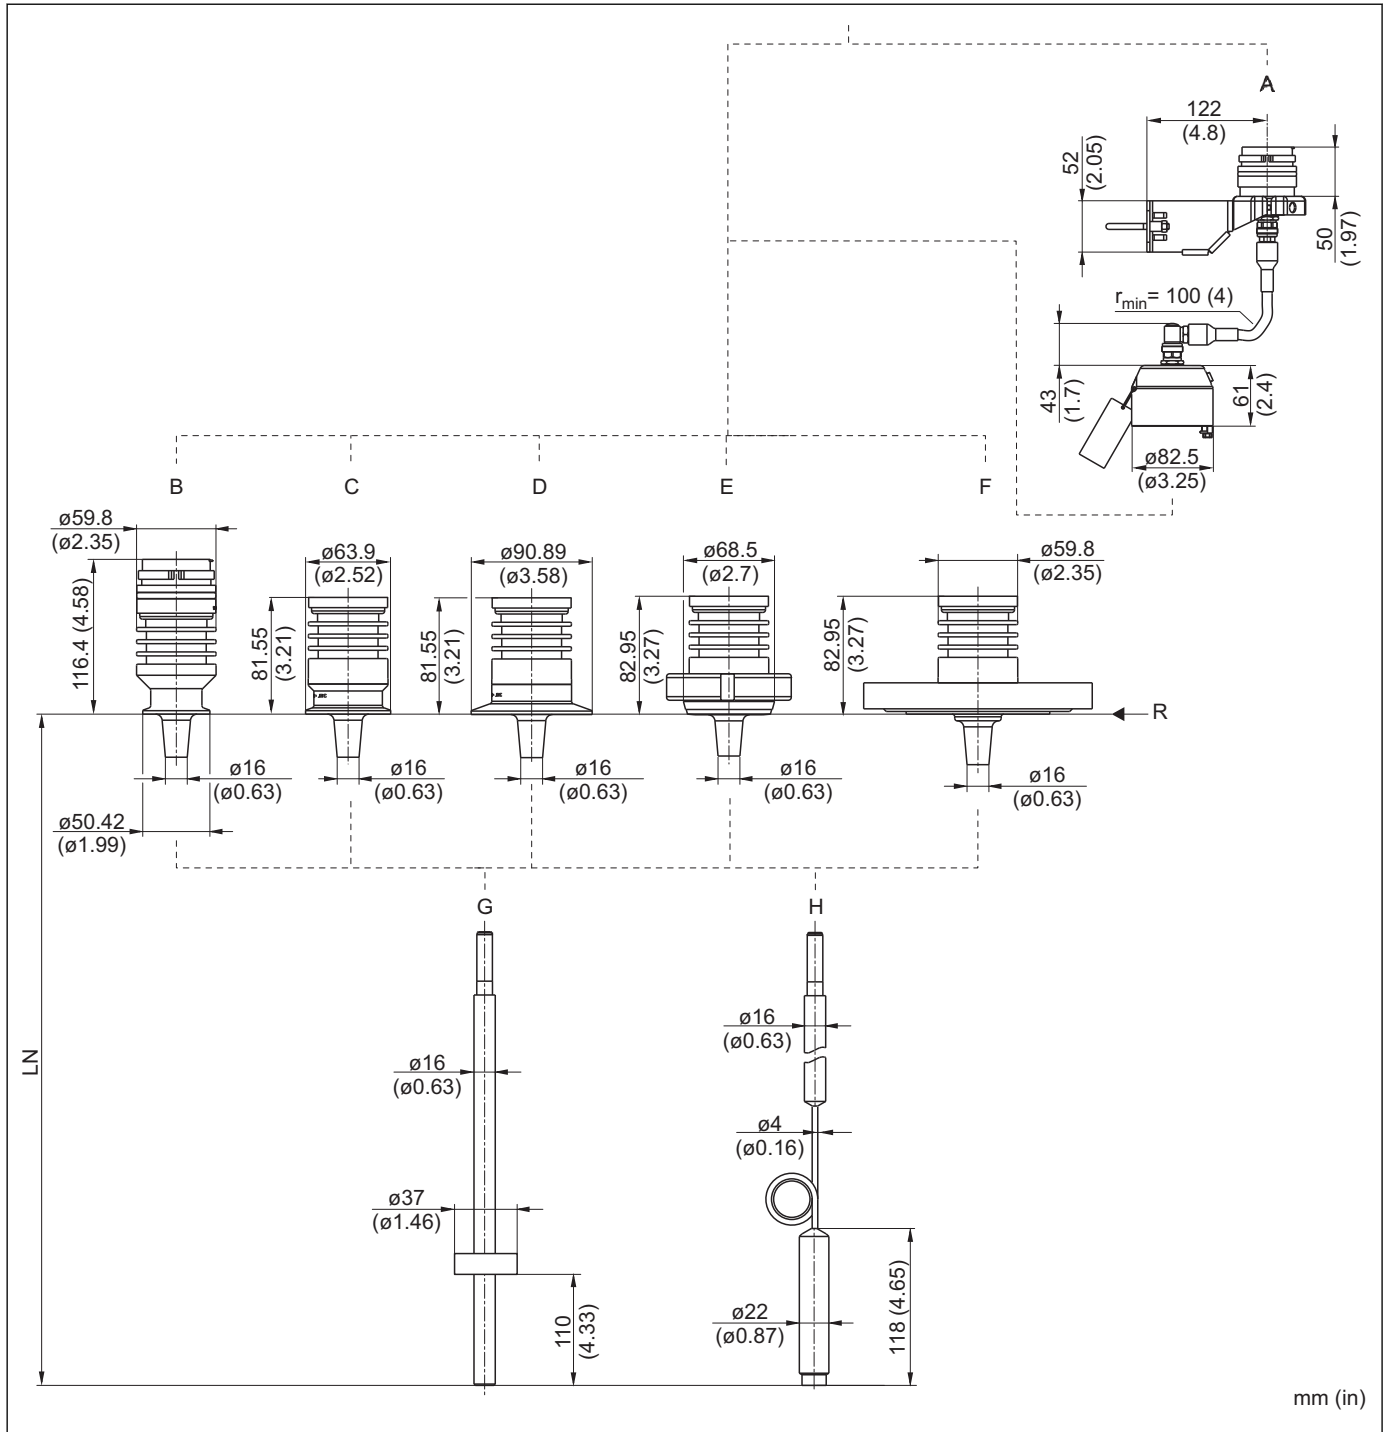 A
122
(4.8)
52
(2.05)
50
(1.97)
rmin= 100 (4)
43
(1.7)
61
(2.4)
ø82.5
(ø3.25)
B
C
D
E
F
ø59.8
(ø2.35)
116.4 (4.58)
ø63.9
(ø2.52)
81.55
(3.21)
ø90.89
(ø3.58)
81.55
(3.21)
ø68.5
(ø2.7)
82.95
(3.27)
ø59.8
(ø2.35)
82.95
(3.27)
R
ø16
(ø0.63)
ø16
(ø0.63)
ø16
(ø0.63)
ø16
(ø0.63)
ø16
(ø0.63)
ø50.42
(ø1.99)
G
H
LN
ø16
(ø0.63)
ø37
(ø1.46)
110
(4.33)
ø16
(ø0.63)
ø4
(ø0.16)
ø22
(ø0.87)
118 (4.65)
mm (in)